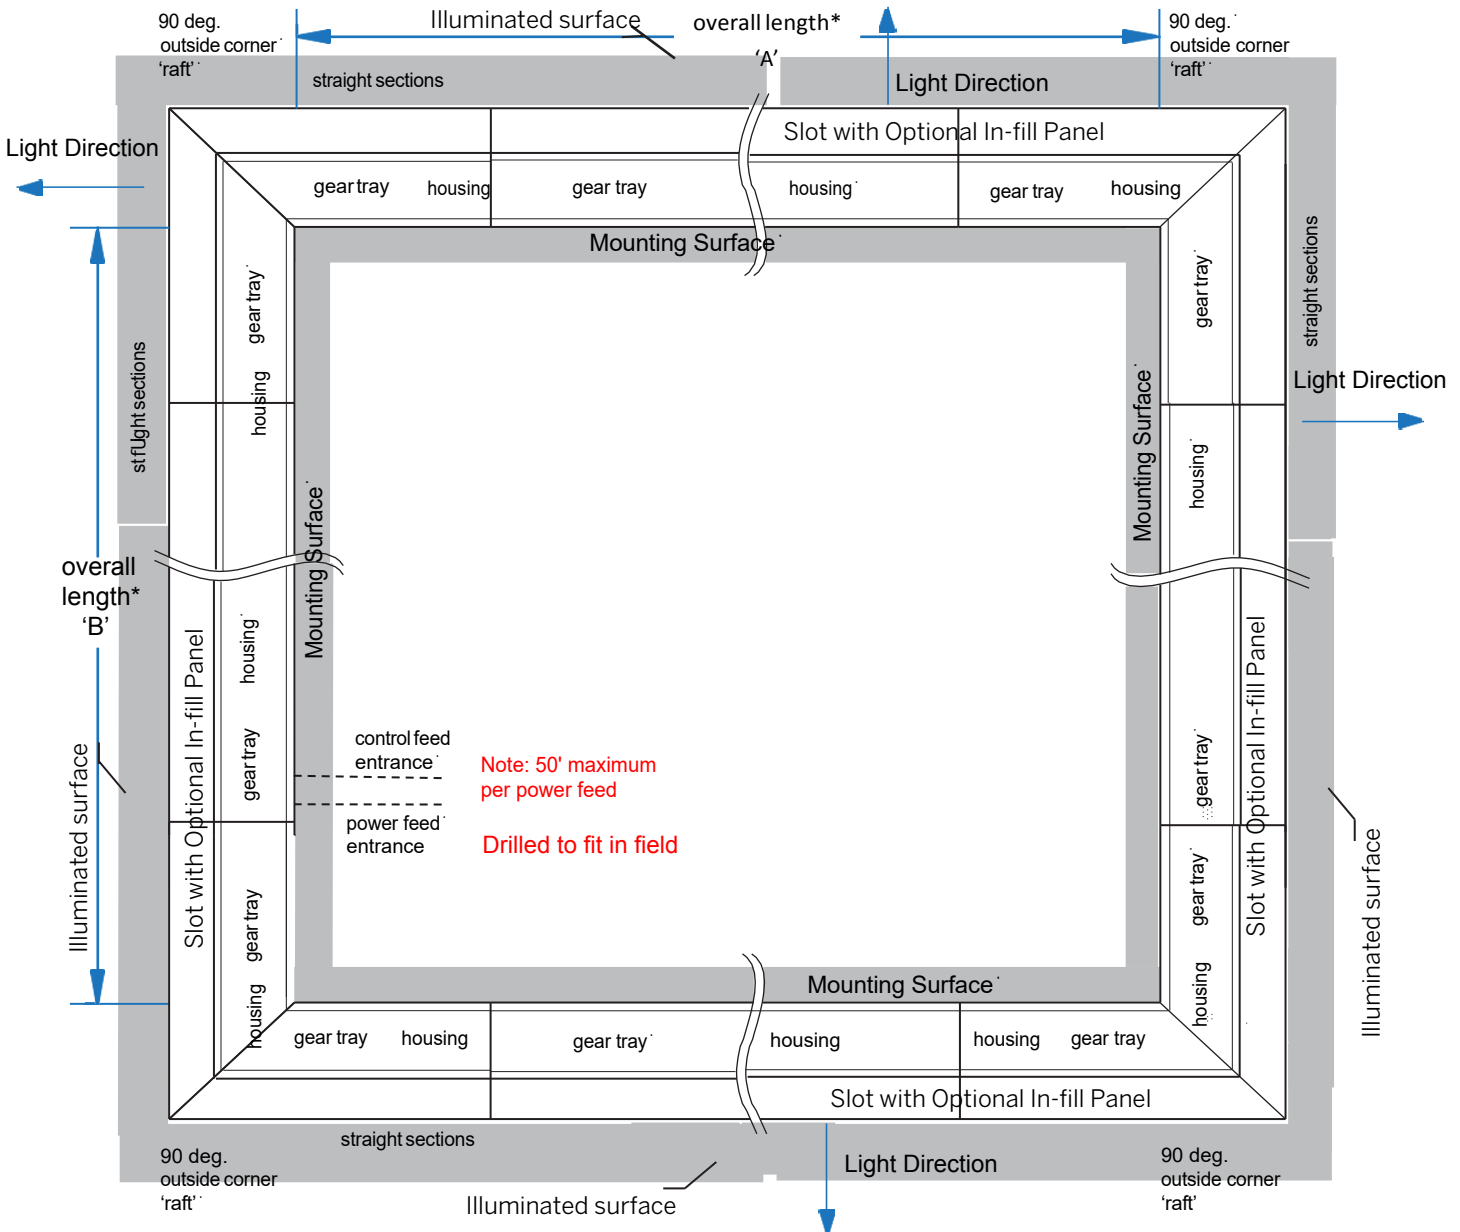 90 deg.
outside corner
'raft'
Illuminated surface
overall length*
'A'
90 deg.
outside corner
'raft'
straight sections
Light Direction
Slot with Optional In-fill Panel
Light Direction
gear tray
housing
gear tray
housing
gear tray
housing
Mounting Surface
gear tray
housing
straight sections
gear tray
straight sections
Light Direction
Mounting Surface
Mounting Surface
housing
overall
length*
'B'
housing
gear tray
Slot with Optional In-fill Panel
Illuminated surface
control feed
entrance
Note: 50' maximum
per power feed
power feed
entrance
Drilled to fit in field
gear tray
Slot with Optional In-fill Panel
Illuminated surface
gear tray
housing
gear tray
housing
Mounting Surface
gear tray
housing
gear tray
housing
housing
gear tray
Slot with Optional In-fill Panel
straight sections
90 deg.
outside corner
'raft'
Illuminated surface
Light Direction
90 deg.
outside corner
'raft'